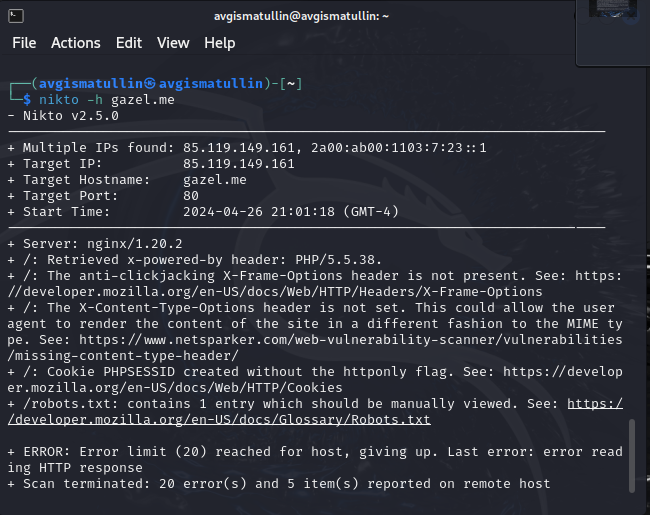 avgismatullin@avgismatullin: ~
File Actions Edit View Help
┌──(avgismatullin㉿avgismatullin)-[~]
└─$ nikto -h gazel.me
- Nikto v2.5.0
---------------------------------------------------------------------------
+ Multiple IPs found: 85.119.149.161, 2a00:ab00:1103:7:23::1
+ Target IP:          85.119.149.161
+ Target Hostname:    gazel.me
+ Target Port:        80
+ Start Time:         2024-04-26 21:01:18 (GMT-4)
---------------------------------------------------------------------------
+ Server: nginx/1.20.2
+ /: Retrieved x-powered-by header: PHP/5.5.38.
+ /: The anti-clickjacking X-Frame-Options header is not present. See: https:
//developer.mozilla.org/en-US/docs/Web/HTTP/Headers/X-Frame-Options
+ /: The X-Content-Type-Options header is not set. This could allow the user
agent to render the content of the site in a different fashion to the MIME ty
pe. See: https://www.netsparker.com/web-vulnerability-scanner/vulnerabilities
/missing-content-type-header/
+ /: Cookie PHPSESSID created without the httponly flag. See: https://develop
er.mozilla.org/en-US/docs/Web/HTTP/Cookies
+ /robots.txt: contains 1 entry which should be manually viewed. See: https:/
/developer.mozilla.org/en-US/docs/Glossary/Robots.txt
+ ERROR: Error limit (20) reached for host, giving up. Last error: error read
ing HTTP response
+ Scan terminated: 20 error(s) and 5 item(s) reported on remote host